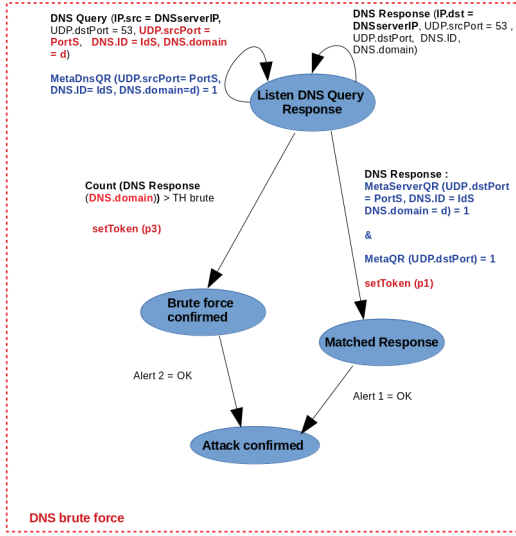 DNS Query (IP.src = DNSserverIP,
UDP.dstPort = 53, UDP.srcPort =
PortS, DNS.ID = IdS, DNS.domain
= d)
MetaDnsQR (UDP.srcPort= PortS,
DNS.ID= IdS, DNS.domain=d) = 1
DNS Response (IP.dst =
DNSserverIP, UDP.srcPort = 53 ,
UDP.dstPort, DNS.ID,
DNS.domain)
Listen DNS Query
Response
Count (DNS Response
(DNS.domain)) > TH brute
setToken (p3)
DNS Response :
MetaServerQR (UDP.dstPort
= PortS, DNS.ID = IdS
DNS.domain = d) = 1
&
MetaQR (UDP.dstPort) = 1
setToken (p1)
Brute force
confirmed
Matched Response
Alert 2 = OK
Alert 1 = OK
Attack confirmed
DNS brute force